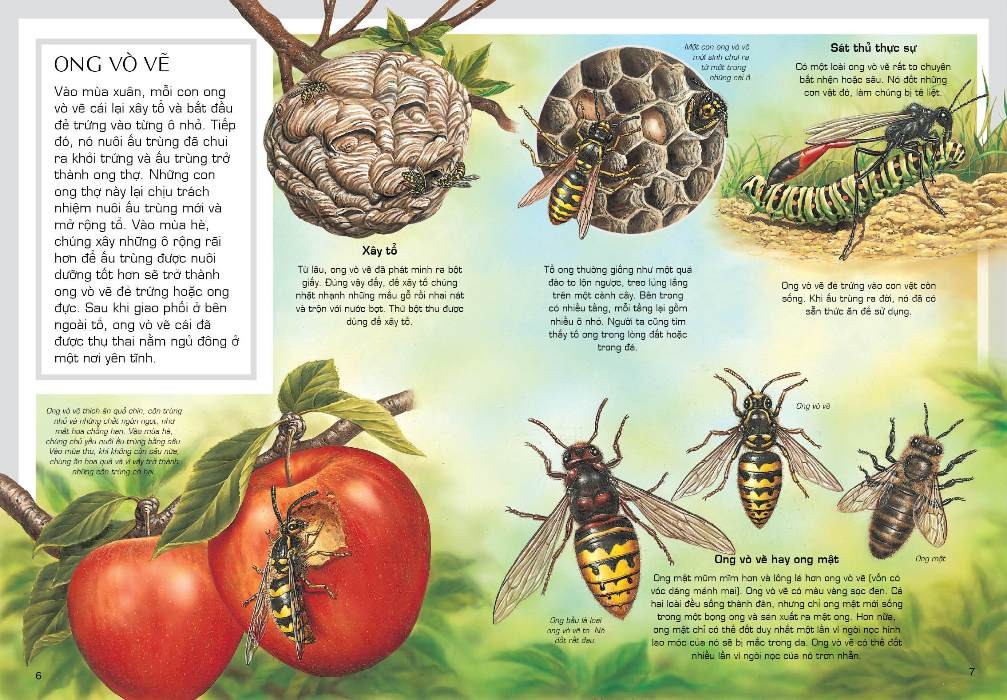 ONG VÒ VẼ
Vào mùa xuân, mỗi con ong
vò vẽ cái lại xây tổ và bắt đầu
đẻ trứng vào từng ô nhỏ. Tiếp
đó, nó nuôi ấu trùng đã chui
ra khỏi trứng và ấu trùng trở
thành ong thợ. Những con
ong thợ này lại chịu trách
nhiệm nuôi ấu trùng mới và
mở rộng tổ. Vào mùa hè,
chúng xây những ô rộng rãi
hơn để ấu trùng được nuôi
dưỡng tốt hơn sẽ trở thành
ong vò vẽ đẻ trứng hoặc ong
đực. Sau khi giao phối ở bên
ngoài tổ, ong vò vẽ cái đã
được thụ thai nằm ngủ đông ở
một nơi yên tĩnh.
Ong vò vẽ thích ăn quả chín, côn trùng
nhỏ và những chất ngon ngọt, như
mật hoa chẳng hạn. Vào mùa hè,
chúng chủ yếu nuôi ấu trùng bằng sâu.
Vào mùa thu, khi không còn sâu nữa,
chúng ăn hoa quả và vì vậy trở thành
những côn trùng có hại.
6
Xây tổ
Từ lâu, ong vò vẽ đã phát minh ra bột
giấy. Đúng vậy đấy, để xây tổ chúng
nhặt nhạnh những mẩu gỗ rồi nhai nát
và trộn với nước bọt. Thứ bột thu được
dùng để xây tổ.
Một con ong vò vẽ
mới sinh chui ra
từ một trong
những cái ổ
Tổ ong thường giống như một quả
đào to lộn ngược, treo lủng lẳng
trên một cành cây. Bên trong
có nhiều tầng, mỗi tầng lại gồm
nhiều ô nhỏ. Người ta cũng tìm
thấy tổ ong trong lòng đất hoặc
trong đá.
Sát thủ thực sự
Có một loài ong vò vẽ rất to chuyên
bắt nhện hoặc sâu. Nó đốt những
con vật đó, làm chúng bị tê liệt.
Ong vò vẽ đẻ trứng vào con vật còn
sống. Khi ấu trùng ra đời, nó đã có
sẵn thức ăn để sử dụng.
Ong vò vẽ
Ong mật
Ong bầu là loài
ong vò vẽ to. Nó
đốt rất đau.
Ong vò vẽ hay ong mật
Ong mật mũm mĩm hơn và lông lá hơn ong vò vẽ (vốn có
vóc dáng mảnh mai). Ong vò vẽ có màu vàng sọc đen. Cả
hai loài đều sống thành đàn, nhưng chỉ ong mật mới sống
trong một bọng ong và sản xuất ra mật ong. Hơn nữa,
ong mật chỉ có thể đốt duy nhất một lần vì ngòi nọc hình
lao móc của nó sẽ bị mắc trong da. Ong vò vẽ có thể đốt
nhiều lần vì ngòi nọc của nó trơn nhẵn.
7